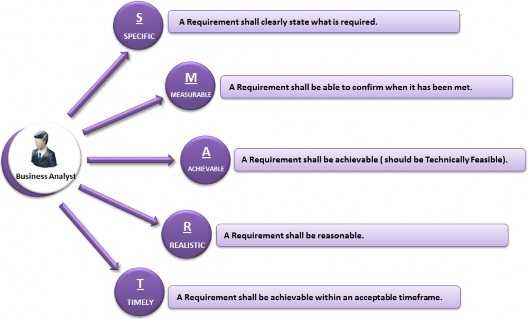 S
SPECIFIC
A Requirement shall clearly state what is required.
M
MEASURABLE
A Requirement shall be able to confirm when it has been met.
Business Analyst
A
ACHIEVABLE
A Requirement shall be achievable ( should be Technically Feasible).
R
REALISTIC
A Requirement shall be reasonable.
T
TIMELY
A Requirement shall be achievable within an acceptable timeframe.